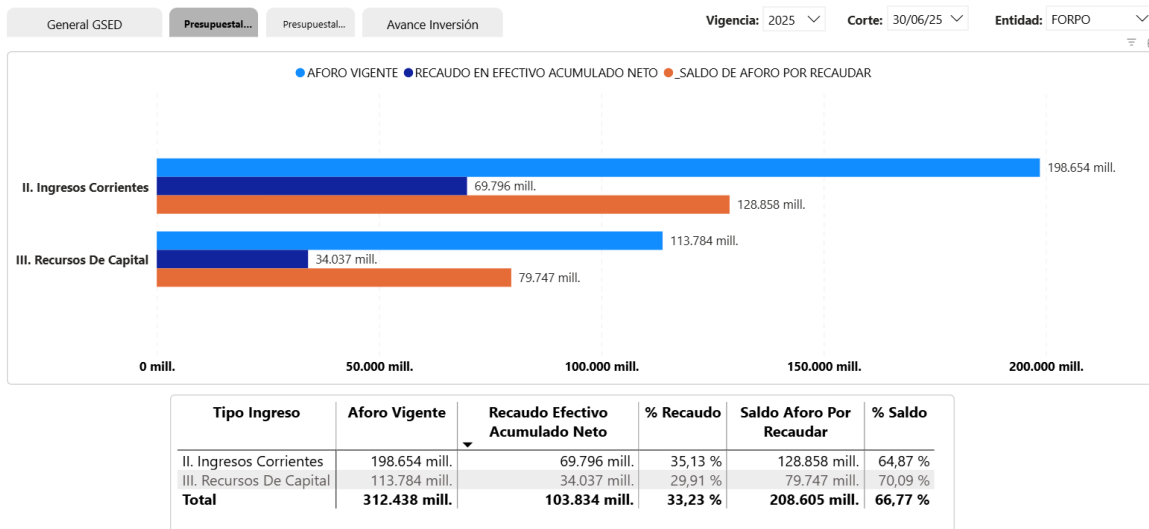 General GSED Presupuestal... Presupuestal... Avance Inversión Vigencia: 2025 Corte: 30/06/25 Entidad: FORPO
AFORO VIGENTE RECAUDO EN EFECTIVO ACUMULADO NETO _SALDO DE AFORO POR RECAUDAR
198.654 mill.
II. Ingresos Corrientes 69.796 mill.
128.858 mill.
113.784 mill.
III. Recursos De Capital 34.037 mill.
79.747 mill.
0 mill. 50.000 mill. 100.000 mill. 150.000 mill. 200.000 mill.
Tipo Ingreso Aforo Vigente Recaudo Efectivo % Recaudo Saldo Aforo Por % Saldo
Acumulado Neto Recaudar
II. Ingresos Corrientes 198.654 mill. 69.796 mill. 35,13 % 128.858 mill. 64,87 %
III. Recursos De Capital 113.784 mill. 34.037 mill. 29,91 % 79.747 mill. 70,09 %
Total 312.438 mill. 103.834 mill. 33,23 % 208.605 mill. 66,77 %